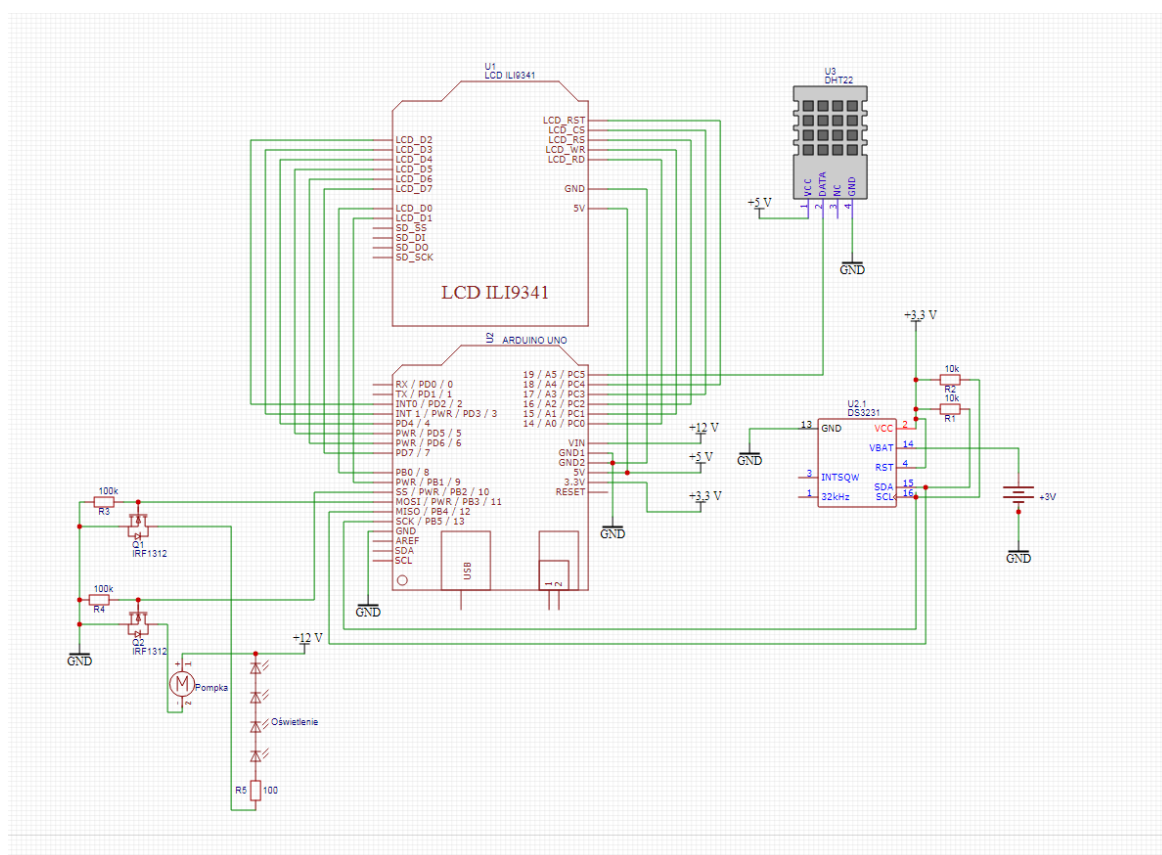 U1
LCD ILI9341
LCD_D2
LCD_D3
LCD_D4
LCD_D5
LCD_D6
LCD_D7
LCD_D0
LCD_D1
SD_SS
SD_DI
SD_DO
SD_SCK
LCD_RST
LCD_CS
LCD_RS
LCD_WR
LCD_RD
GND
5V
LCD ILI9341
U3
DHT22
VCC
DATA
NC
GND
1
2
3
4
+5 V
GND
U2
ARDUINO UNO
RX / PD0 / 0
TX / PD1 / 1
INT0 / PD2 / 2
INT 1 / PWR / PD3 / 3
PD4 / 4
PWR / PD5 / 5
PWR / PD6 / 6
PD7 / 7
PB0 / 8
PWR / PB1 / 9
SS / PWR / PB2 / 10
MOSI / PWR / PB3 / 11
MISO / PB4 / 12
SCK / PB5 / 13
GND
AREF
SDA
SCL
19 / A5 / PC5
18 / A4 / PC4
17 / A3 / PC3
16 / A2 / PC2
15 / A1 / PC1
14 / A0 / PC0
VIN
GND1
GND2
5V
3.3V
RESET
USB
1
2
+12 V
+5 V
+3,3 V
GND
GND
+3,3 V
10k
R2
10k
R1
U2.1
DS3231
13
GND
VCC
2
VBAT
14
RST
4
3
INTSQW
SDA
15
1
32kHz
SCL
16
GND
+3V
GND
100k
R3
Q1
IRF1312
100k
R4
Q2
IRF1312
GND
+12 V
+
1
M
Pompka
-
2
Oświetlenie
R5
100